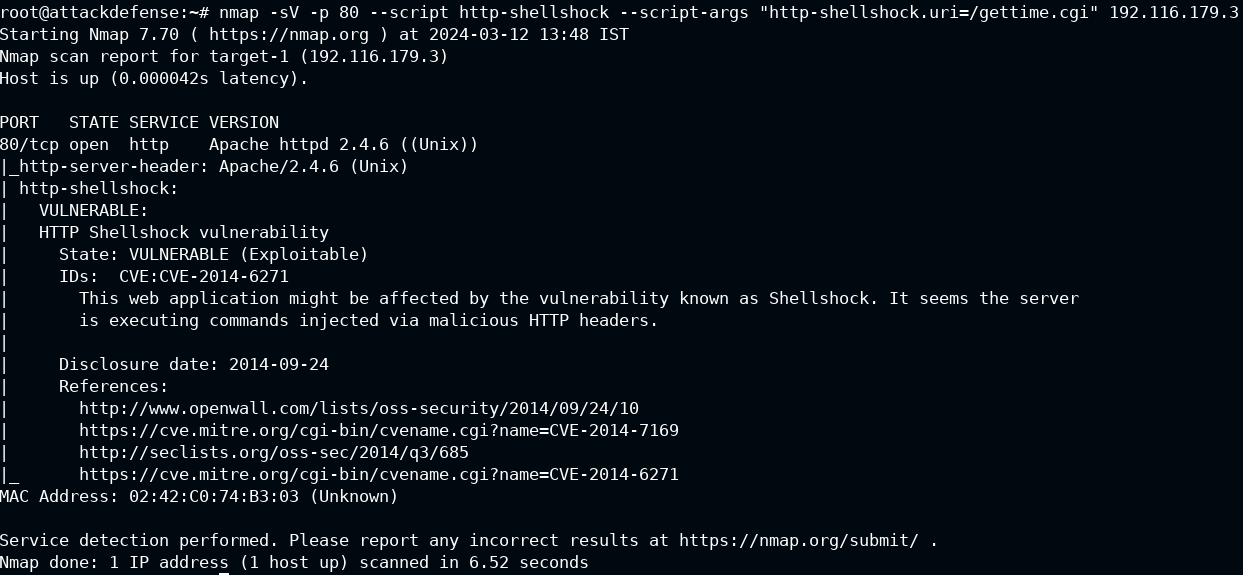 root@attackdefense:~# nmap -sV -p 80 --script http-shellshock --script-args "http-shellshock.uri=/gettime.cgi" 192.116.179.3
Starting Nmap 7.70 ( https://nmap.org ) at 2024-03-12 13:48 IST
Nmap scan report for target-1 (192.116.179.3)
Host is up (0.000042s latency).

PORT   STATE SERVICE VERSION
80/tcp open  http    Apache httpd 2.4.6 ((Unix))
|_http-server-header: Apache/2.4.6 (Unix)
| http-shellshock:
|   VULNERABLE:
|   HTTP Shellshock vulnerability
|     State: VULNERABLE (Exploitable)
|     IDs:  CVE:CVE-2014-6271
|       This web application might be affected by the vulnerability known as Shellshock. It seems the server
|       is executing commands injected via malicious HTTP headers.
|
|     Disclosure date: 2014-09-24
|     References:
|       http://www.openwall.com/lists/oss-security/2014/09/24/10
|       https://cve.mitre.org/cgi-bin/cvename.cgi?name=CVE-2014-7169
|       http://seclists.org/oss-sec/2014/q3/685
|_      https://cve.mitre.org/cgi-bin/cvename.cgi?name=CVE-2014-6271
MAC Address: 02:42:C0:74:B3:03 (Unknown)

Service detection performed. Please report any incorrect results at https://nmap.org/submit/ .
Nmap done: 1 IP address (1 host up) scanned in 6.52 seconds